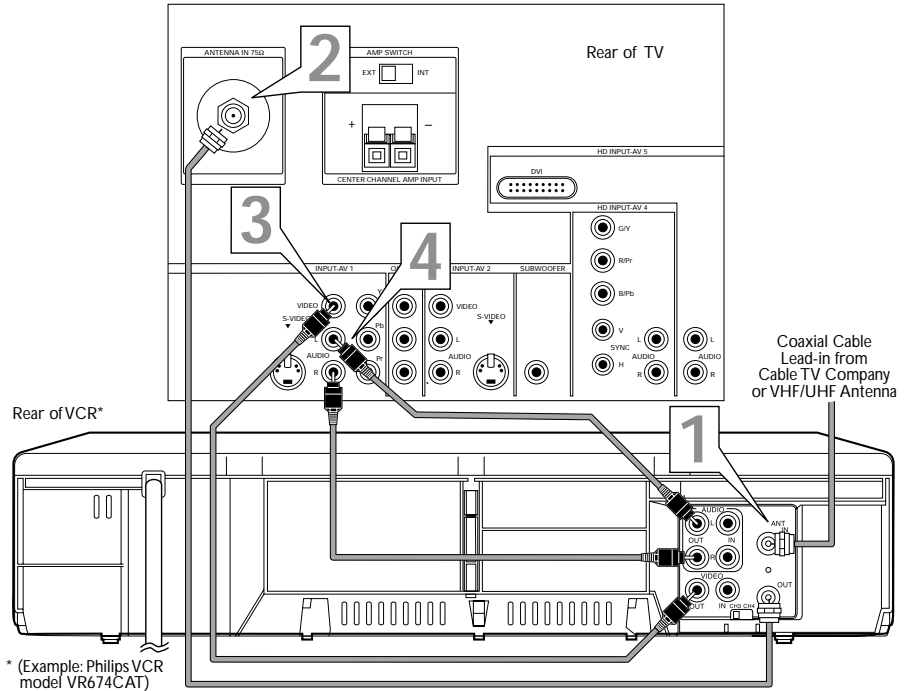 ANTENNA IN 75Ω
2
AMP SWITCH
EXT
INT
+
–
CENTER CHANNEL AMP INPUT
Rear of TV
HD INPUT-AV 5
DVI
HD INPUT-AV 4
G/Y
R/Pr
B/Pb
V
SYNC
H
L
AUDIO
R
L
AUDIO
R
3
4
INPUT-AV 1
VIDEO
S-VIDEO
L
AUDIO
R
Y
Pb
Pr
INPUT-AV 2
VIDEO
S-VIDEO
L
AUDIO
R
SUBWOOFER
Coaxial Cable
Lead-in from
Cable TV Company
or VHF/UHF Antenna
Rear of VCR*
1
AUDIO
L
OUT
IN
R
VIDEO
OUT
IN
CH3 CH4
ANT
IN
OUT
* (Example: Philips VCR
model VR674CAT)